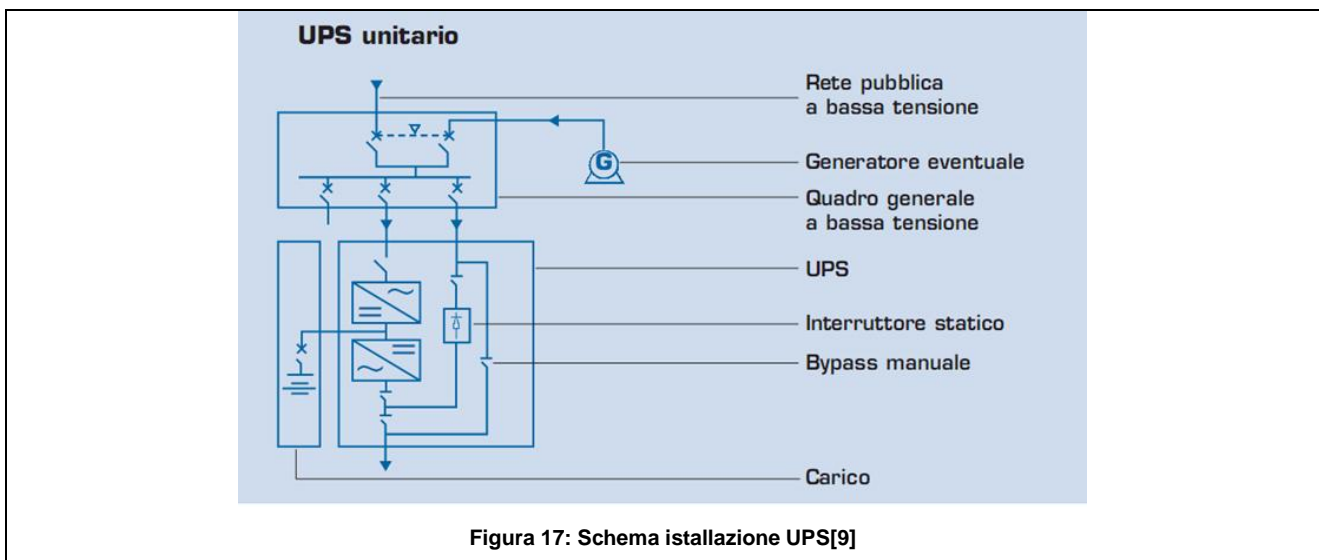 UPS unitario
Rete pubblica
a bassa tensione
G
Generatore eventuale
Quadro generale
a bassa tensione
UPS
Interruttore statico
Bypass manuale
Carico
Figura 17: Schema istallazione UPS[9]